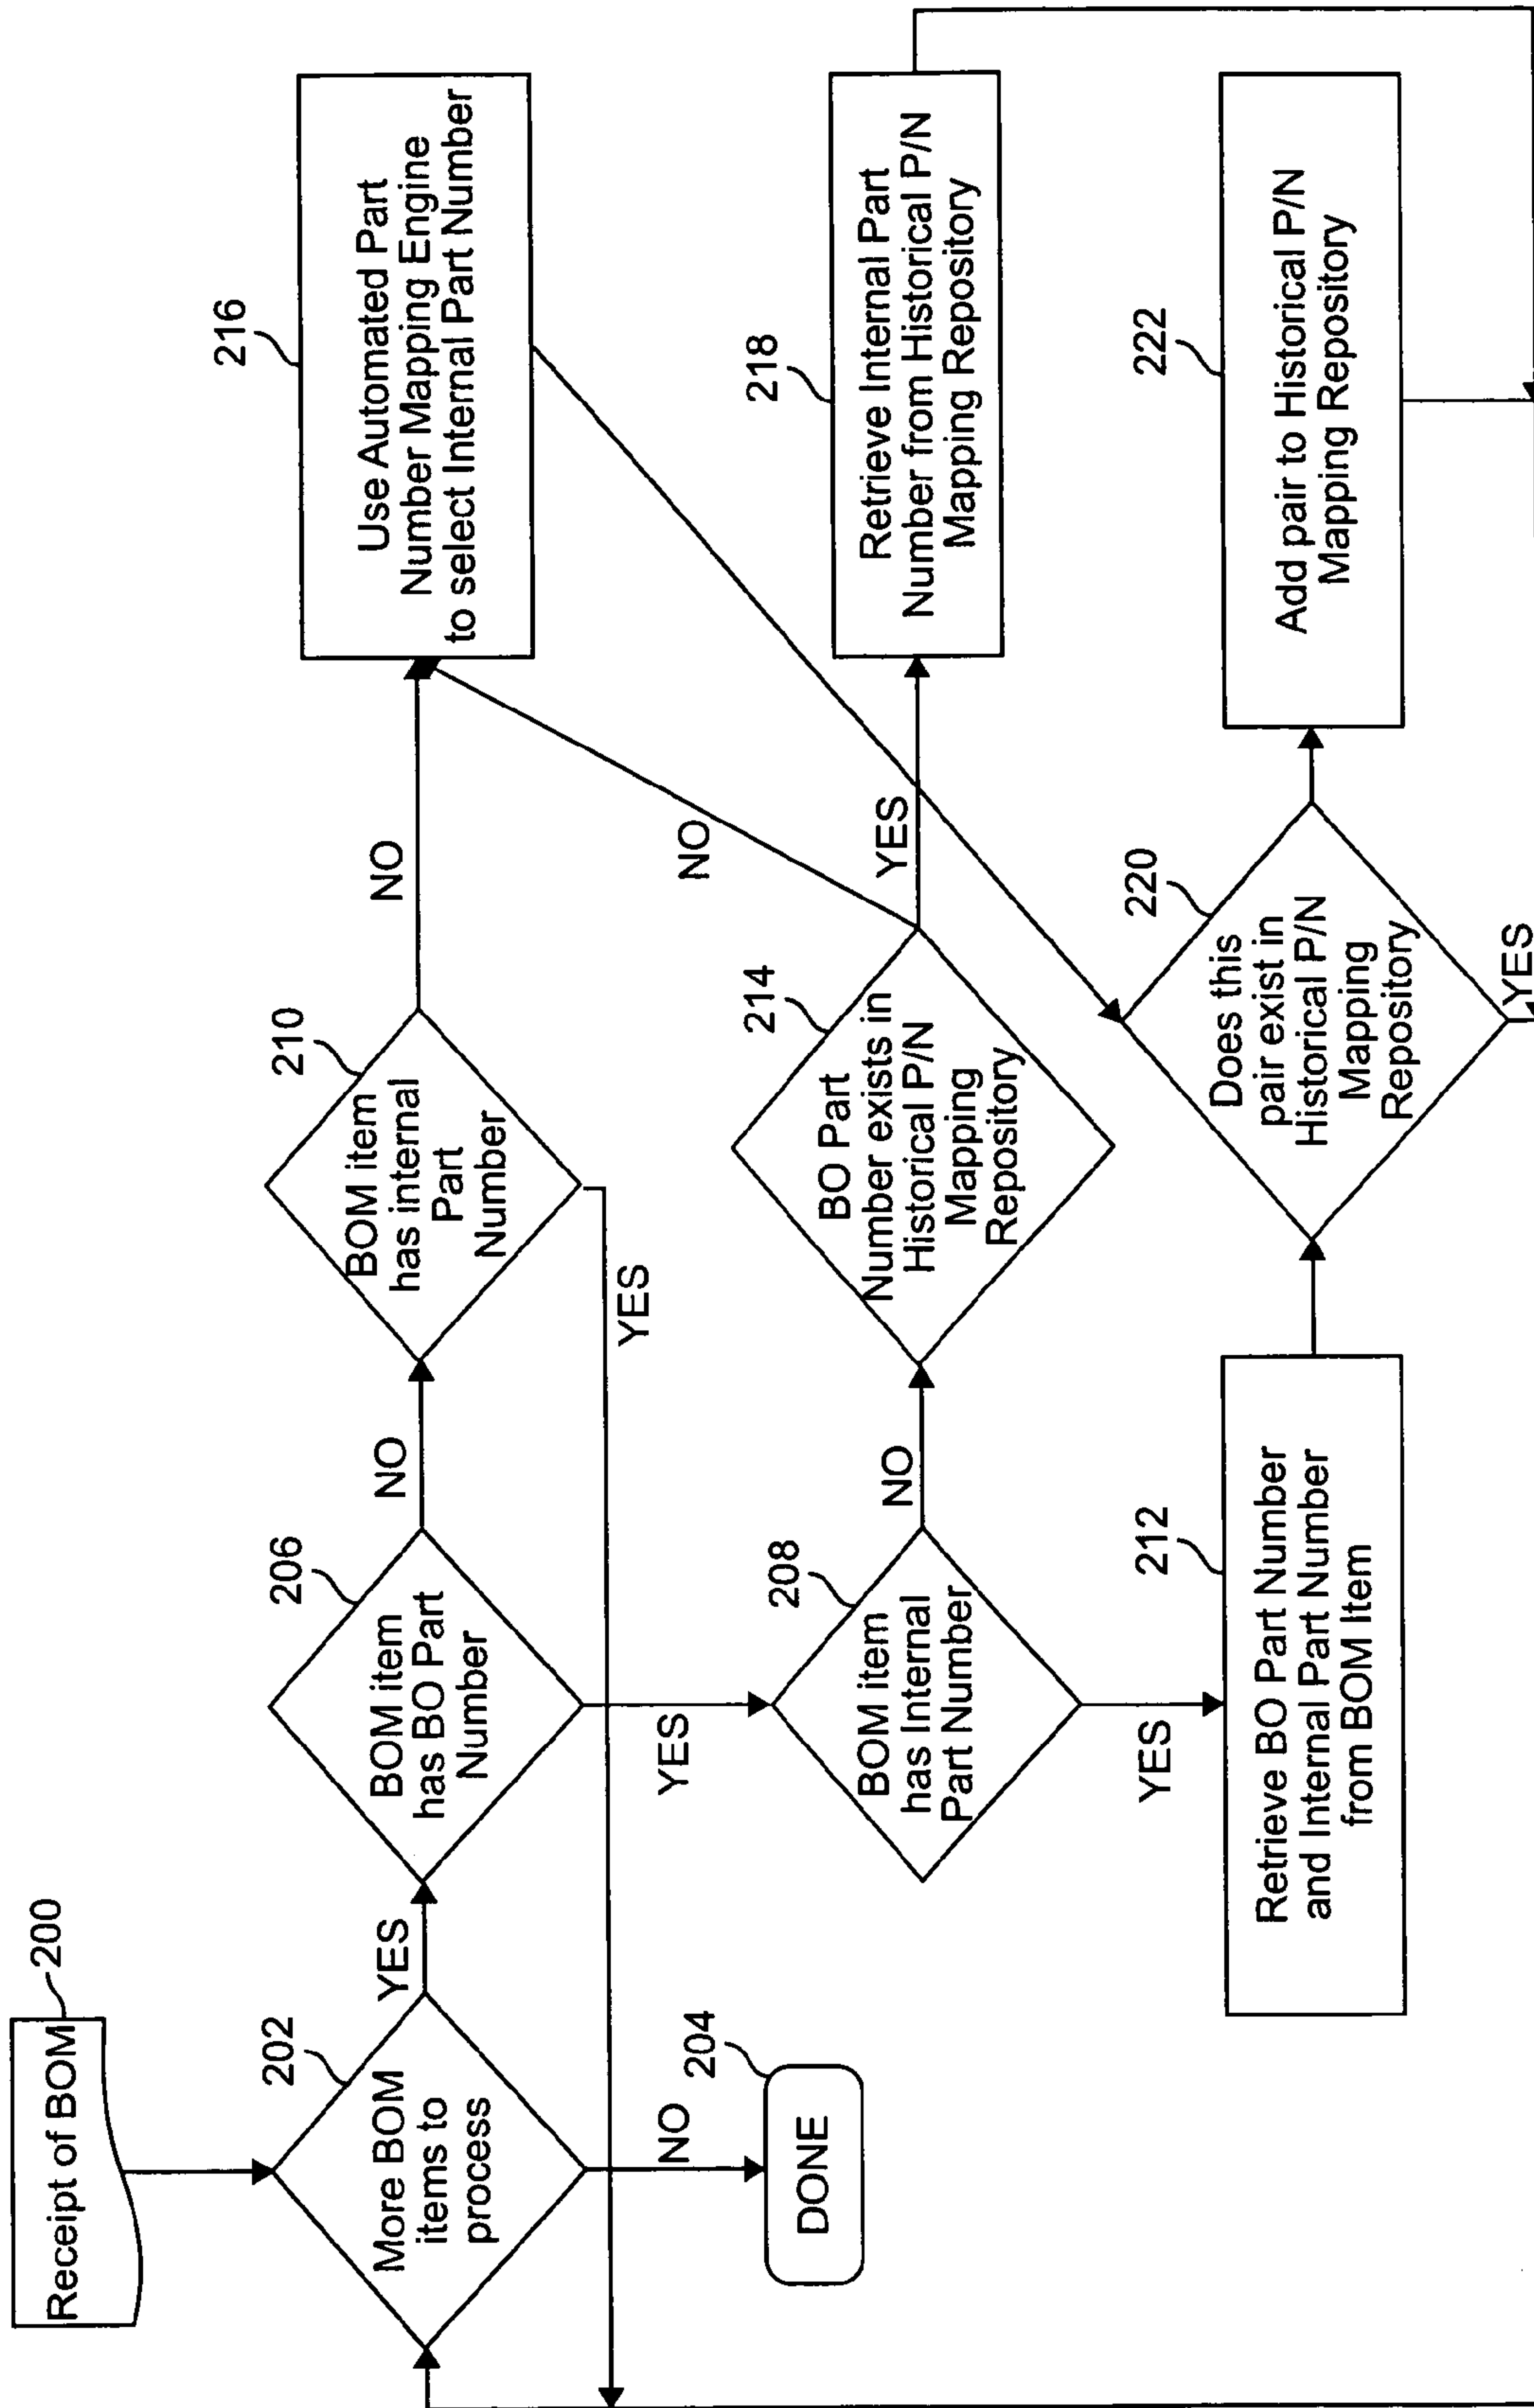 Receipt of BOM
200
More BOM
items to
process
202
YES
NO
DONE
204
BOM item
has BO Part
Number
206
NO
YES
BOM item
has internal
Part
Number
210
NO
YES
Use Automated Part
Number Mapping Engine
to select Internal Part Number
216
BOM item
has Internal
Part Number
208
NO
YES
BO Part
Number exists in
Historical P/N
Mapping
Repository
214
NO
YES
Retrieve Internal Part
Number from Historical P/N
Mapping Repository
218
Retrieve BO Part Number
and Internal Part Number
from BOM Item
212
Does this
pair exist in
Historical P/N
Mapping
Repository
220
YES
Add pair to Historical P/N
Mapping Repository
222